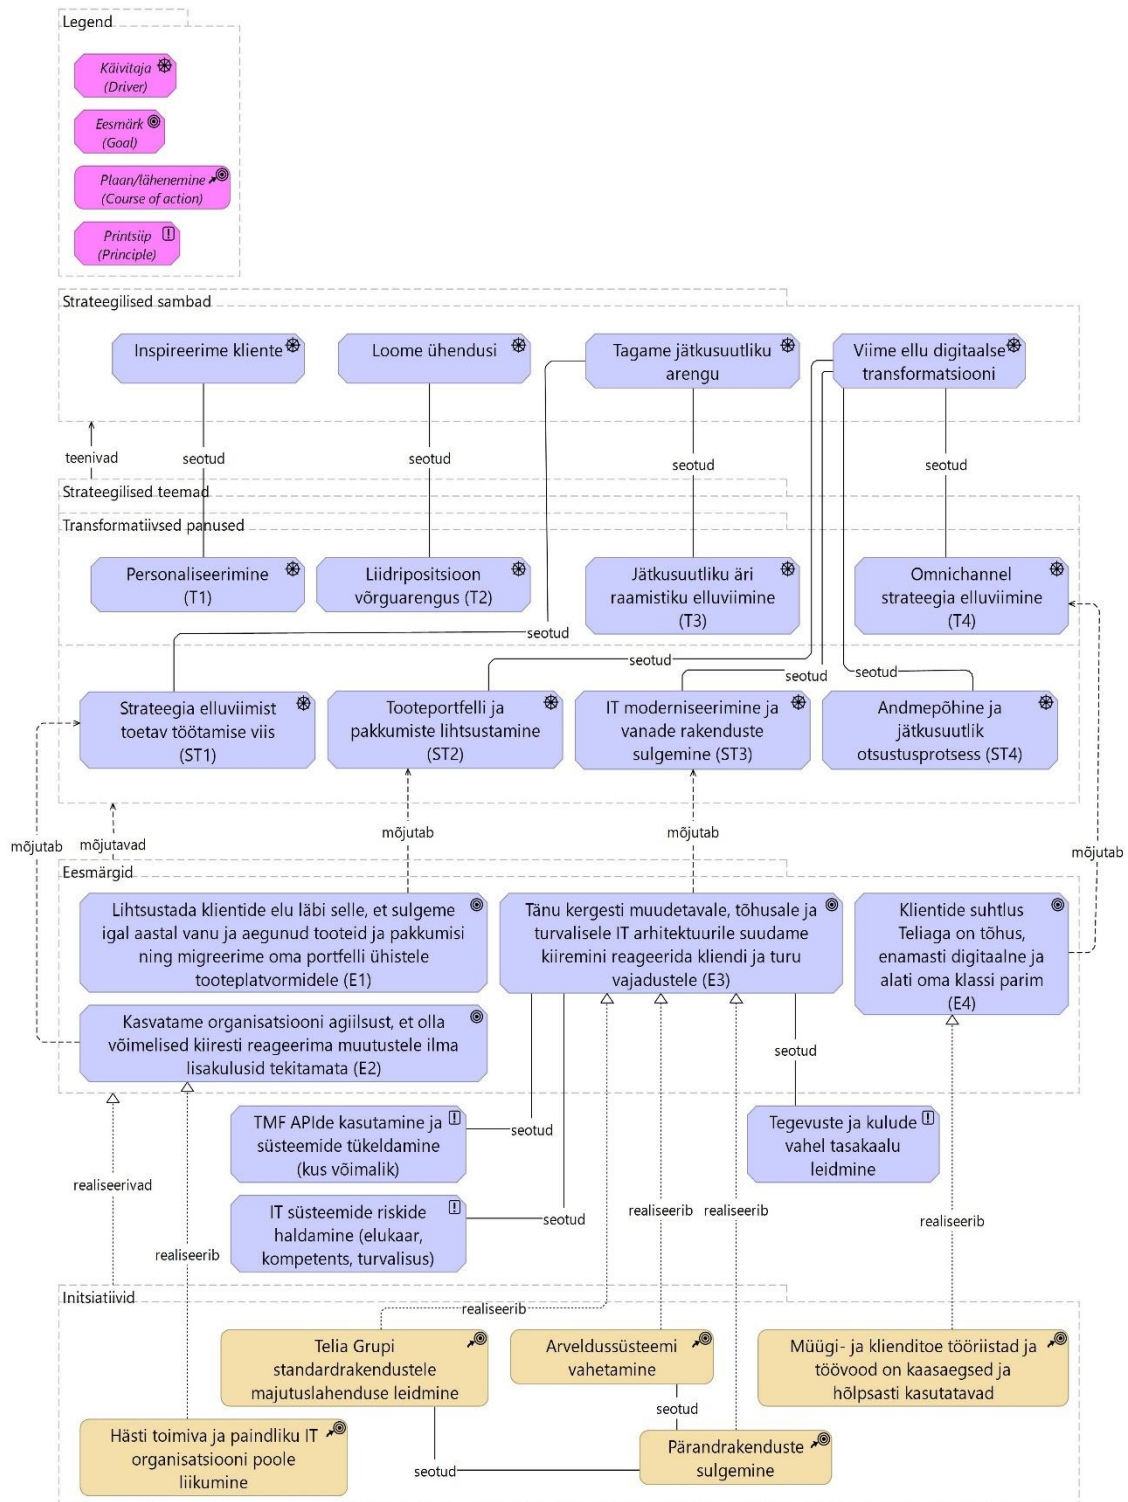 Legend
Käivitaja
(Driver)
Eesmärk
(Goal)
Plaan/lähenemine
(Course of action)
Printsiip
(Principle)
Strateegilised sambad
Inspireerime kliente
Loome ühendusi
Tagame jätkusuutliku
arengu
Viime ellu digitaalse
transformatsiooni
teenivad
seotud
seotud
seotud
seotud
Strateegilised teemad
Transformatiivsed panused
Personaliseerimine
(T1)
Liidripositsioon
võrguarengus (T2)
Jätkusuutliku äri
raamistiku elluviimine
(T3)
Omnichannel
strateegia elluviimine
(T4)
seotud
seotud
seotud
seotud
Strateegia elluviimist
toetav töötamise viis
(ST1)
Tooteportfelli ja
pakkumiste lihtsustamine
(ST2)
IT moderniseerimine ja
vanade rakenduste
sulgemine (ST3)
Andmepõhine ja
jätkusuutlik
otsustusprotsess (ST4)
mõjutab
mõjutavad
mõjutab
mõjutab
mõjutab
Eesmärgid
Lihtsustada klientide elu läbi selle, et sulgeme
igal aastal vanu ja aegunud tooteid ja pakkumisi
ning migreerime oma portfelli ühistele
tooteplatvormidele (E1)
Tänu kergesti muudetavale, tõhusale ja
turvalisele IT arhitektuurile suudame
kiiremini reageerida kliendi ja turu
vajadustele (E3)
Klientide suhtlus
Teliaga on tõhus,
enamasti digitaalne ja
alati oma klassi parim
(E4)
Kasvatame organisatsiooni agiilsust, et olla
võimelised kiiresti reageerima muutustele ilma
lisakulusid tekitamata (E2)
seotud
TMF APIde kasutamine ja
süsteemide tükeldamine
(kus võimalik)
seotud
Tegevuste ja kulude
vahel tasakaalu
leidmine
realiseerivad
IT süsteemide riskide
haldamine (elukaar,
kompetents, turvalisus)
seotud
realiseerib
realiseerib
realiseerib
realiseerib
Initsiatiivid
realiseerib
Telia Grupi
standardrakendustele
majutuslahenduse leidmine
Arveldussüsteemi
vahetamine
Müügi- ja klienditoe tööriistad ja
töövood on kaasaegsed ja
hõlpsasti kasutatavad
seotud
Hästi toimiva ja paindliku IT
organisatsiooni poole
liikumine
Pärandrakenduste
sulgemine
seotud